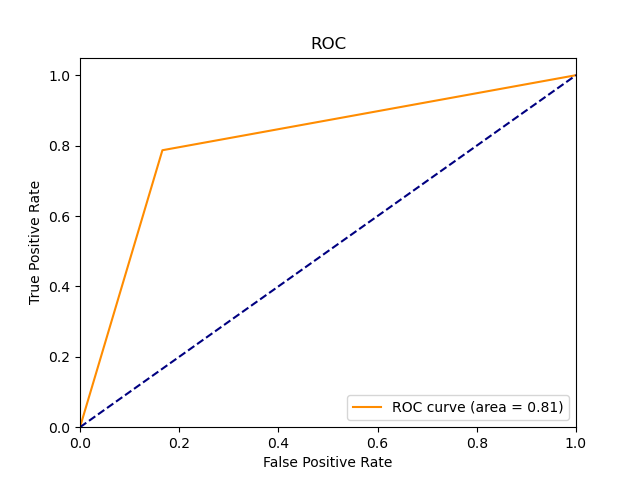 ROC
True Positive Rate
1.0
0.8
0.6
0.4
0.2
0.0
0.0 0.2 0.4 0.6 0.8 1.0
False Positive Rate
ROC curve (area = 0.81)